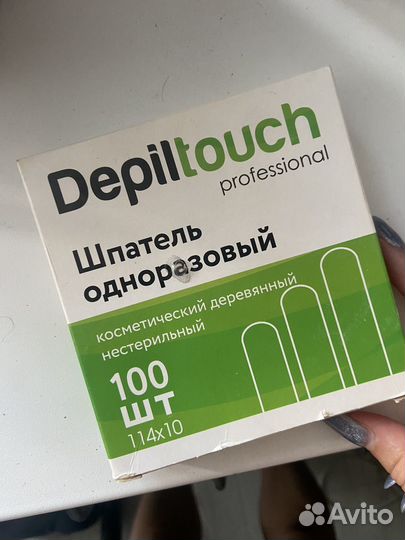 Depiltouch
professional
Шпатель
одноразовый
косметический деревянный
нестерильный
100
ШТ
114x10
Avito